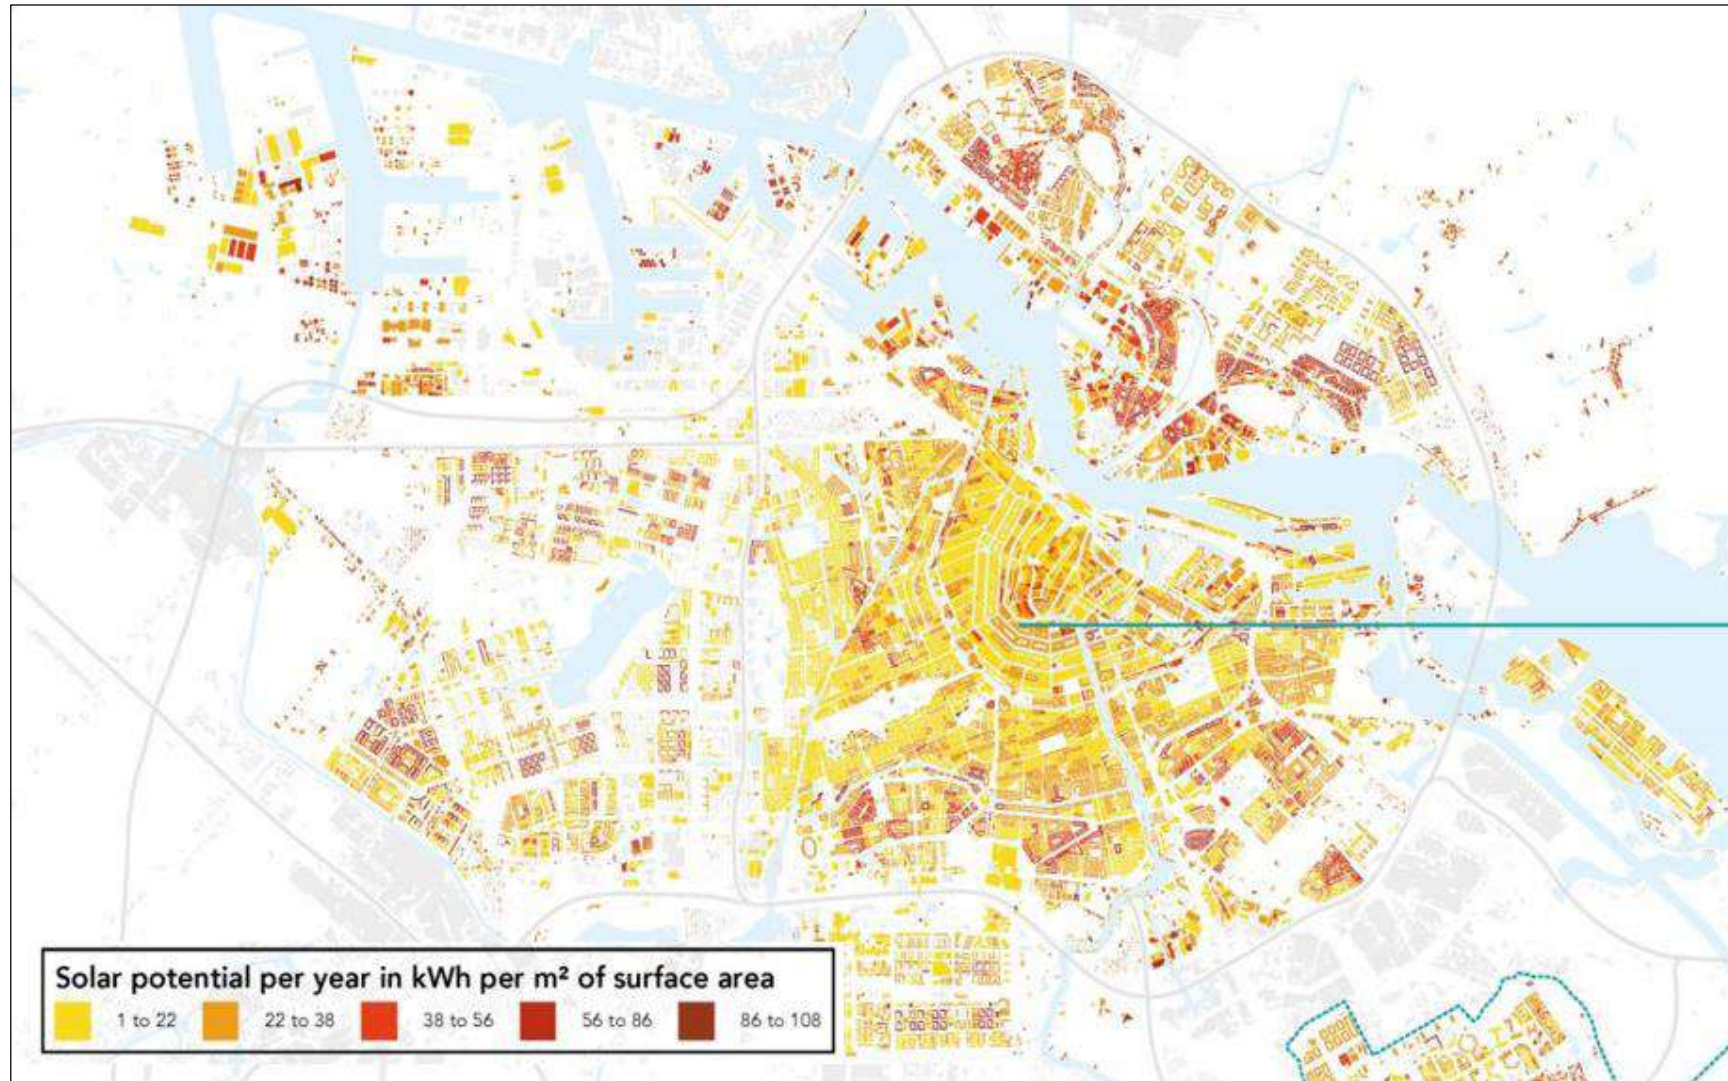 Solar potential per year in kWh per m² of surface area
1 to 22 22 to 38 38 to 56 56 to 86 86 to 108